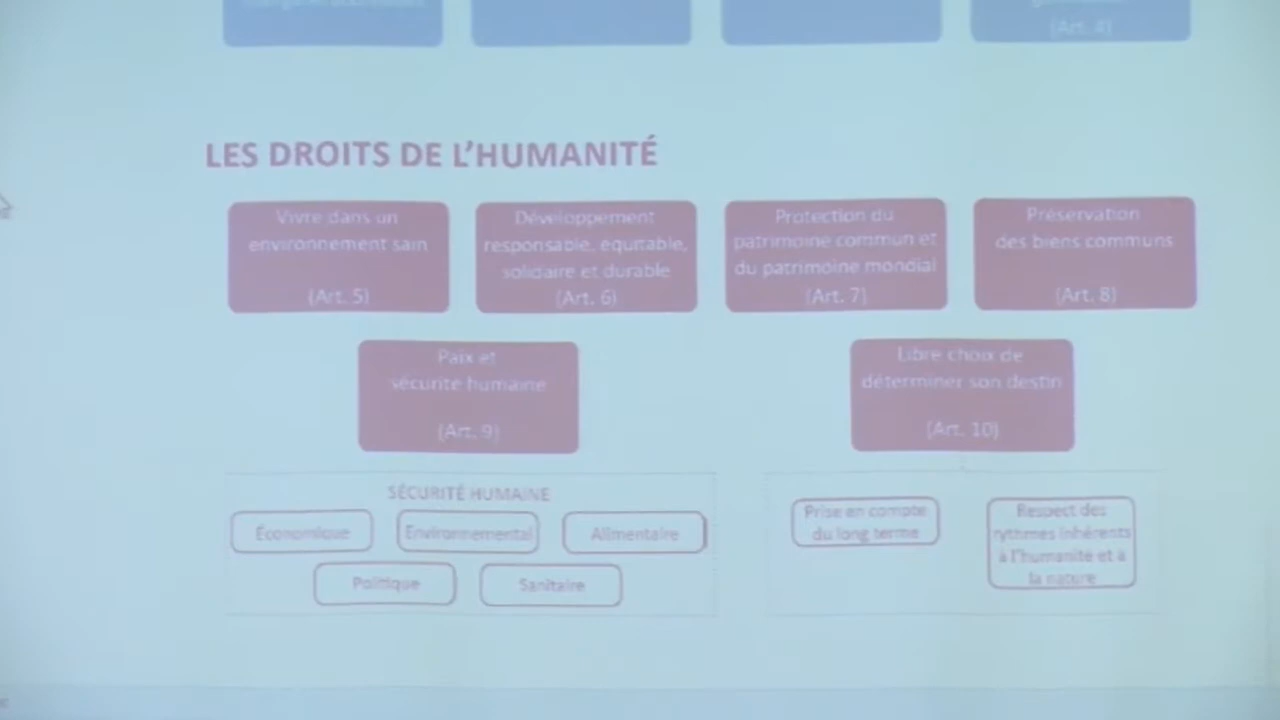 (Art. 4)
LES DROITS DE L'HUMANITÉ
Vivre dans un
environnement sain
(Art. 5)
Développement
responsable, équitable,
solidaire et durable
(Art. 6)
Protection du
patrimoine commun et
du patrimoine mondial
(Art. 7)
Préservation
des biens communs
(Art. 8)
Paix et
sécurité humaine
(Art. 9)
Libre choix de
déterminer son destin
(Art. 10)
SÉCURITÉ HUMAINE
Économique
Environnemental
Alimentaire
Politique
Sanitaire
Prise en compte
du long terme
Respect des
rythmes inhérents
à l'humanité et à
la nature